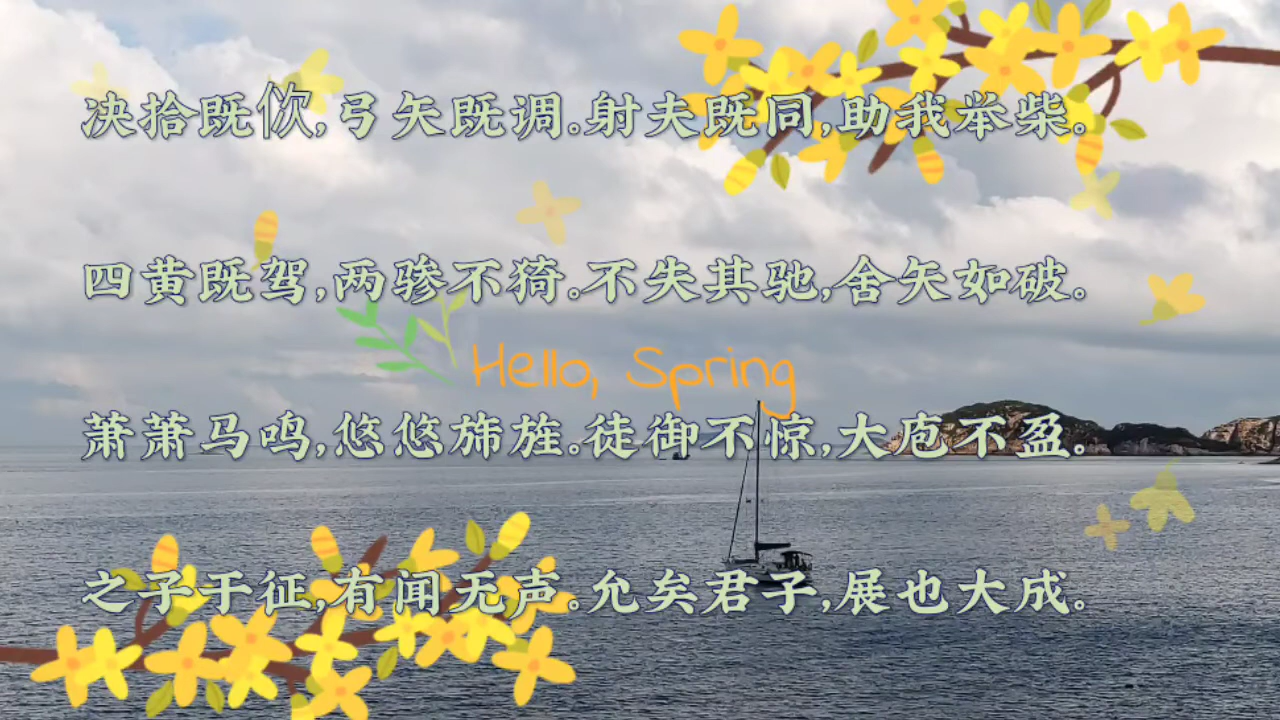 决拾既佽,弓矢既调。射夫既同,助我举柴。
四黄既驾,两骖不猗。不失其驰,舍矢如破。
Hello, Spring
萧萧马鸣,悠悠旆旌。徒御不惊,大庖不盈。
之子于征,有闻无声。允矣君子,展也大成。